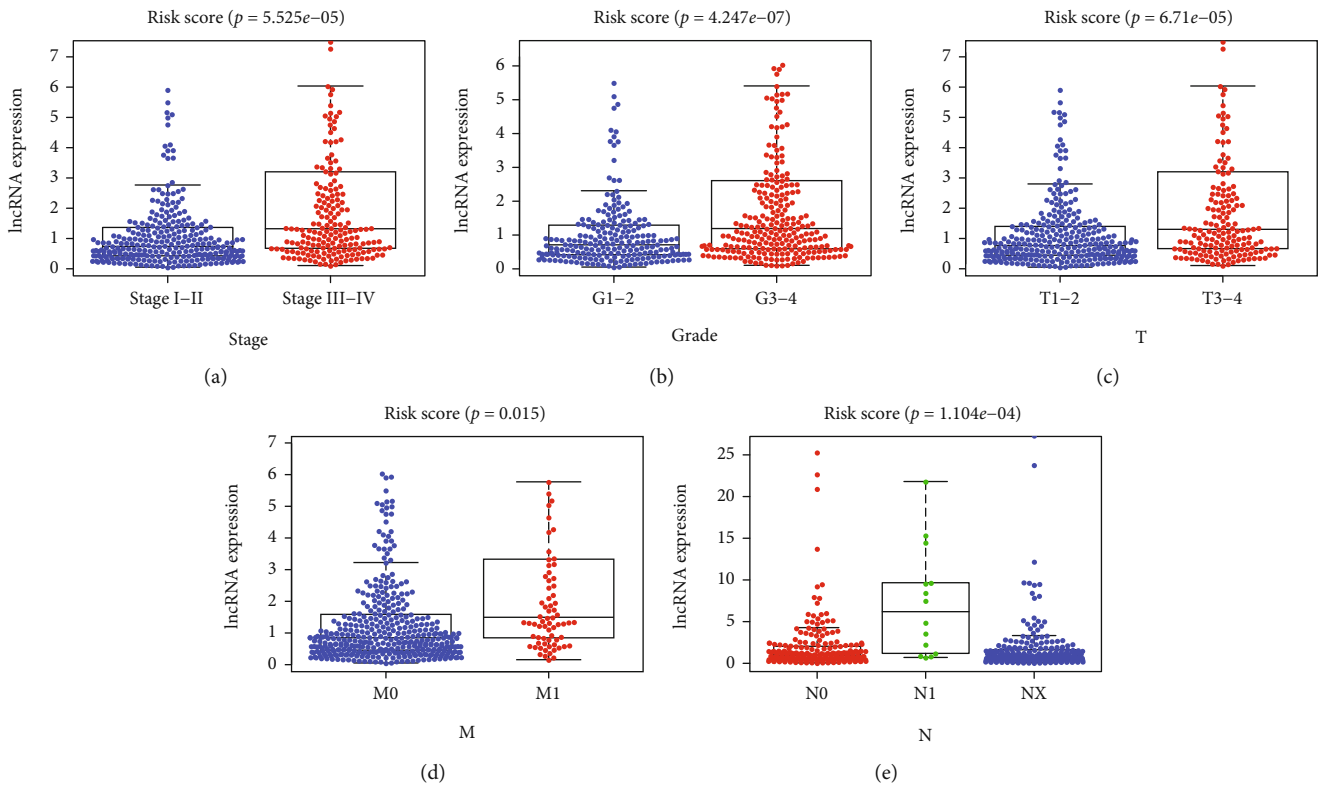 Risk score (p = 5.525e−05)
lncRNA expression
7
6
5
4
3
2
1
0
Stage I−II
Stage III−IV
Stage
(a)
Risk score (p = 4.247e−07)
lncRNA expression
6
5
4
3
2
1
0
G1−2
G3−4
Grade
(b)
Risk score (p = 6.71e−05)
lncRNA expression
7
6
5
4
3
2
1
0
T1−2
T3−4
T
(c)
Risk score (p = 0.015)
lncRNA expression
7
6
5
4
3
2
1
0
M0
M1
M
(d)
Risk score (p = 1.104e−04)
lncRNA expression
25
20
15
10
5
0
N0
N1
NX
N
(e)